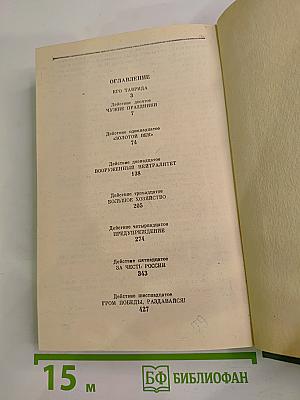 ОГЛАВЛЕНИЕ
ЕГО ТАВРИДА
3
Действие десятое
ЧУЖИЕ ПРАЗДНИКИ
7
Действие одиннадцатое
«ЗОЛОТОЙ ВЕК»
74
Действие двенадцатое
ВООРУЖЕННЫЙ НЕЙТРАЛИТЕТ
138
Действие тринадцатое
БОЛЬНОЕ ХОЗЯЙСТВО
205
Действие четырнадцатое
ПРЕДУПРЕЖДЕНИЕ
274
Действие пятнадцатое
ЗА ЧЕСТЬ РОССИИ
343
Действие шестнадцатое
ГРОМ ПОБЕДЫ, РАЗДАВАЙСЯ!
427
15 м
БФ БИБЛИОФАН